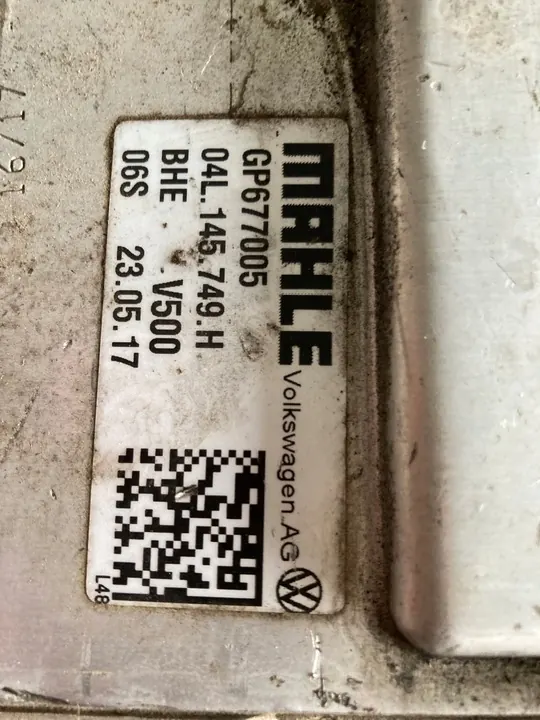 MAHLE Volkswagen AG
GP677005
04L.145.749.H
BHE V500
06S 23.05.17
L48